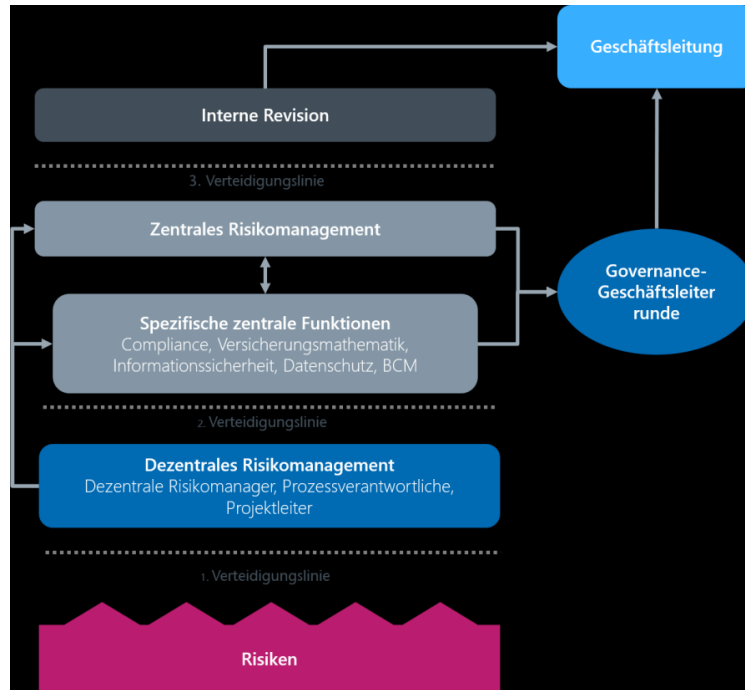 Geschäftsleitung
Interne Revision
3. Verteidigungslinie
Zentrales Risikomanagement
Governance-
Geschäftsleiter
runde
Spezifische zentrale Funktionen
Compliance, Versicherungsmathematik,
Informationssicherheit, Datenschutz, BCM
2. Verteidigungslinie
Dezentrales Risikomanagement
Dezentrale Risikomanager, Prozessverantwortliche,
Projektleiter
1. Verteidigungslinie
Risiken